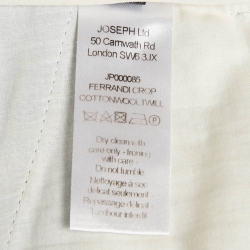 JOSEPH Ltd
50 Carnwath Rd
London SW6 3JX
JP000085
FERRANDI CROP
COTTON WOOL TWILL
Dry clean with
care only - ironing
with care -
Do not tumble
Nettoyage à sec
délicat seulement
Repassage délicat